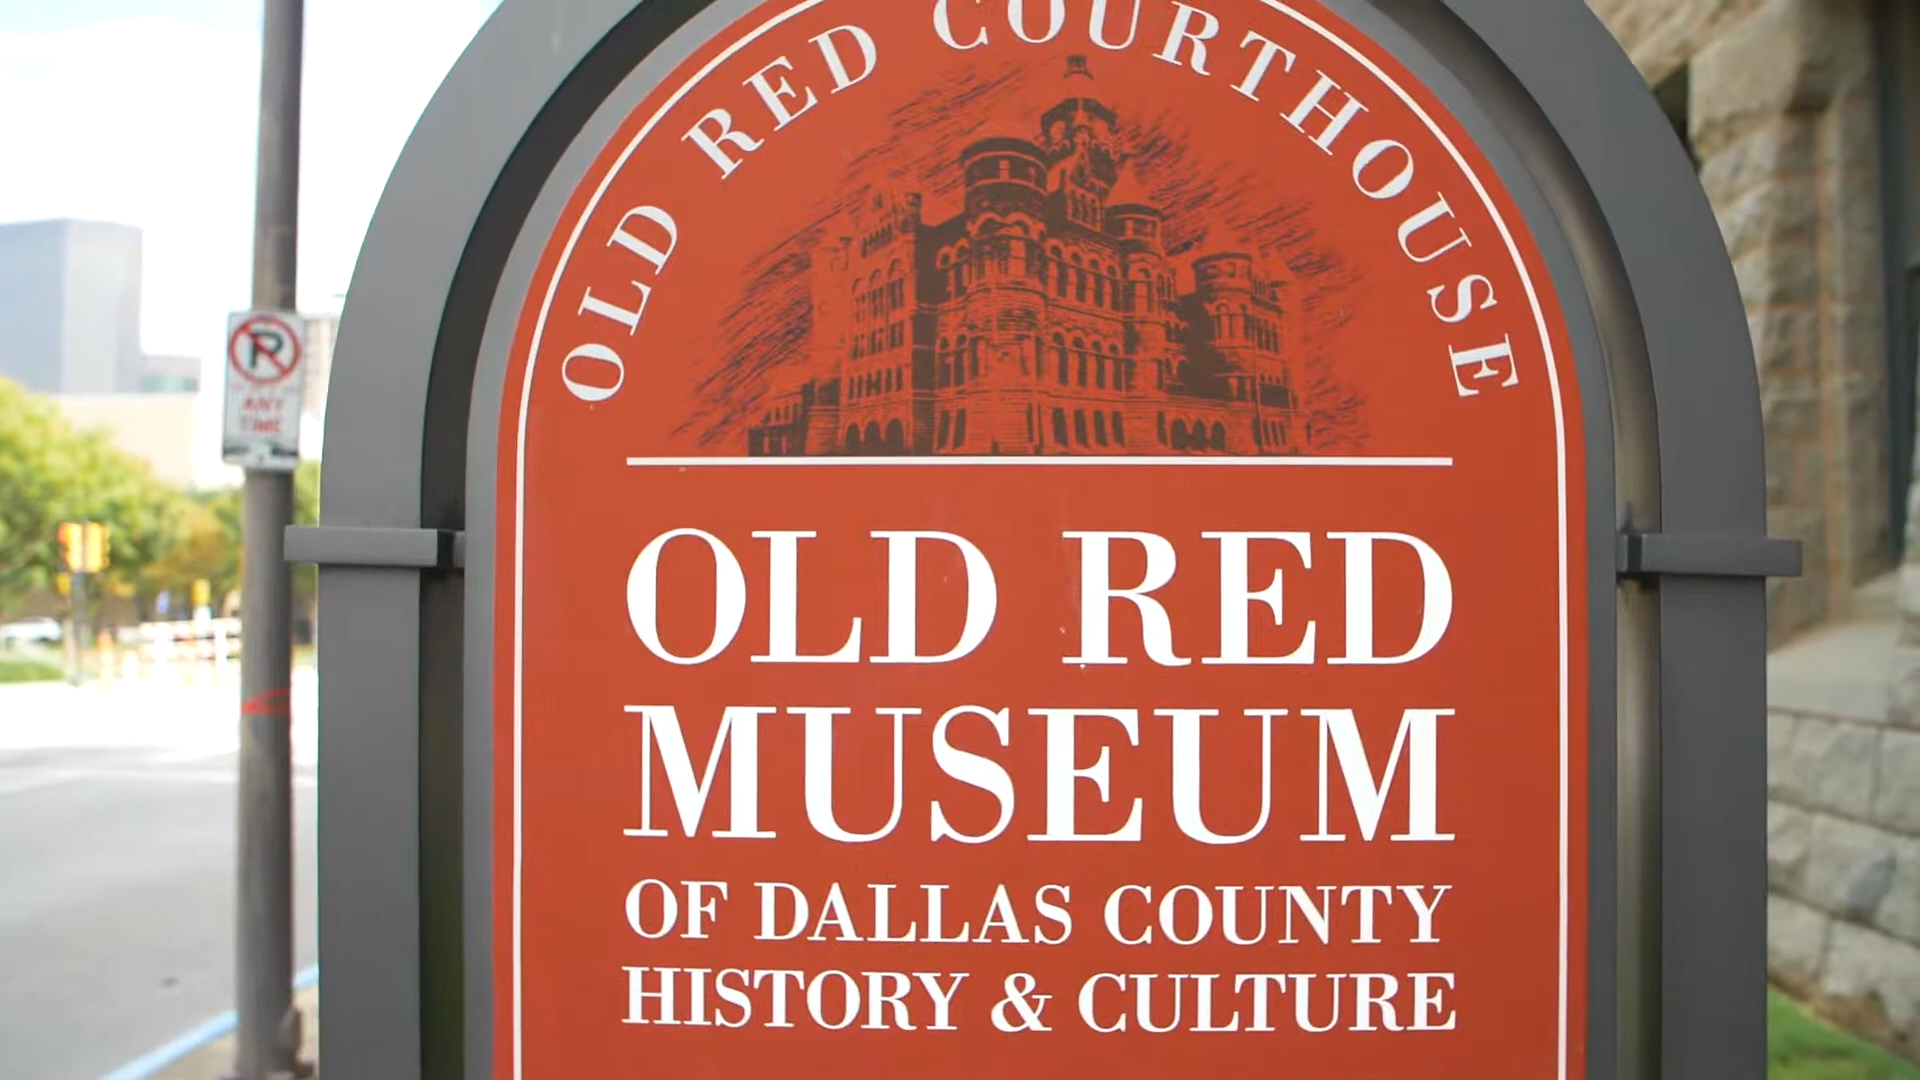 OLD RED COURTHOUSE
OLD RED
MUSEUM
OF DALLAS COUNTY
HISTORY & CULTURE
P
ANY
TIME